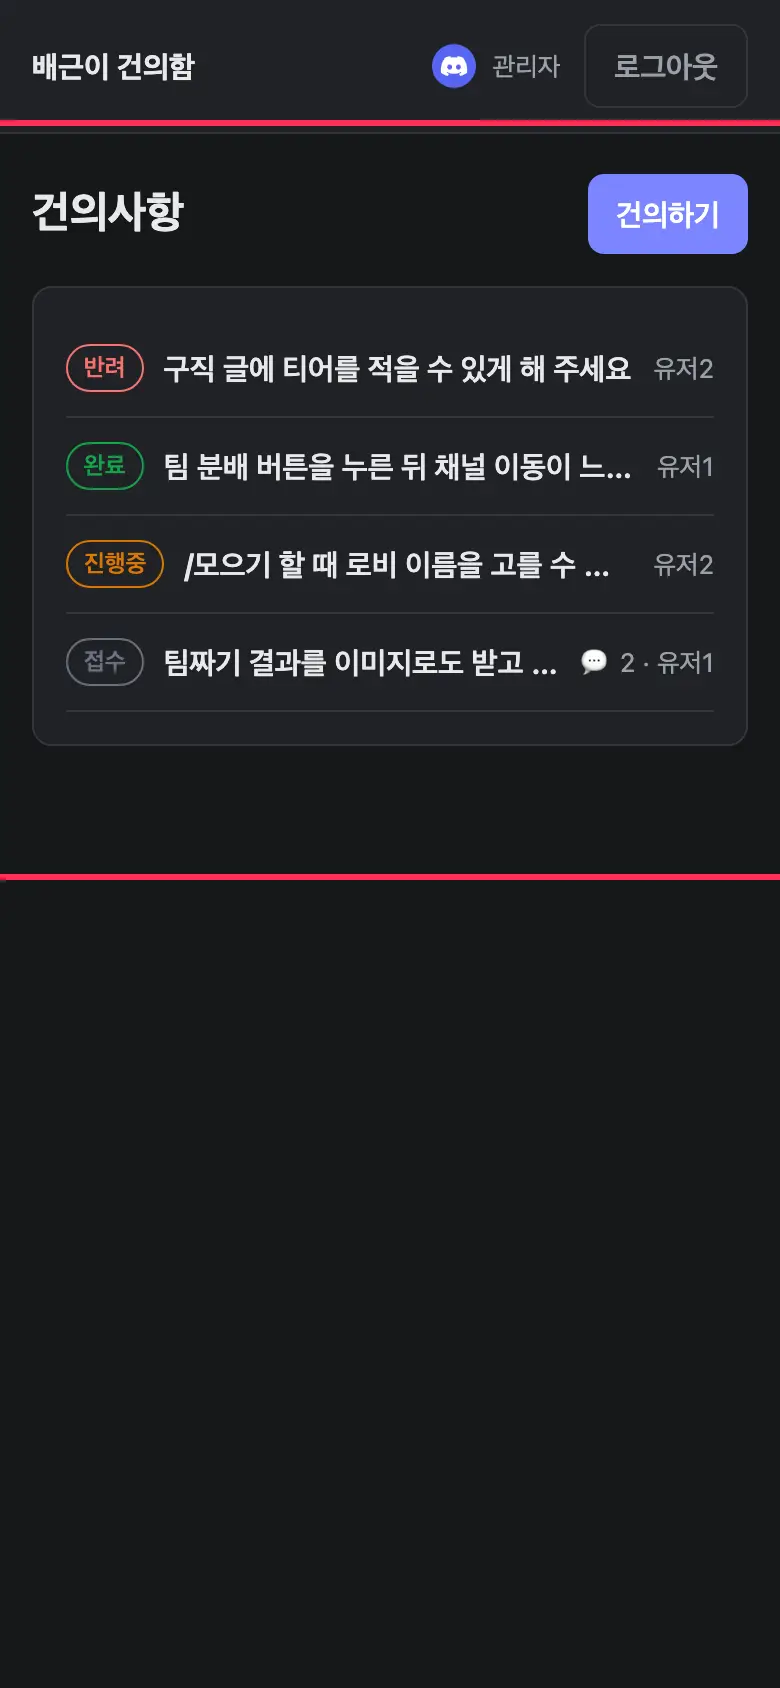 배근이 건의함 관리자 로그아웃
건의사항 건의하기
반려 구직 글에 티어를 적을 수 있게 해 주세요 유저2
완료 팀 분배 버튼을 누른 뒤 채널 이동이 느... 유저1
진행중 /모으기 할 때 로비 이름을 고를 수 ... 유저2
접수 팀짜기 결과를 이미지로도 받고 ... 💬 2 · 유저1